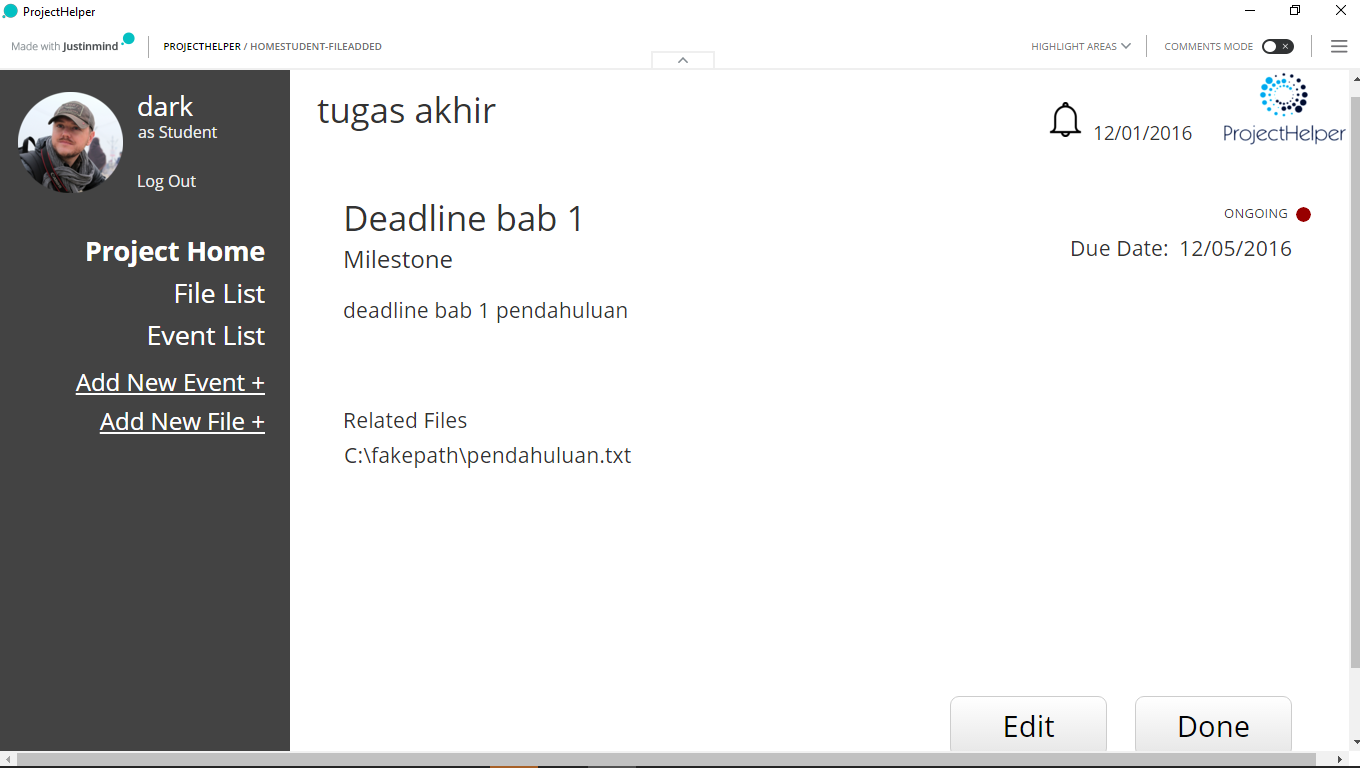 ProjectHelper
Made with Justinmind
PROJECTHELPER / HOMESTUDENT-FILEADDED
HIGHLIGHT AREAS
COMMENTS MODE
dark
as Student
Log Out
Project Home
File List
Event List
Add New Event +
Add New File +
tugas akhir
12/01/2016
ProjectHelper
Deadline bab 1
ONGOING
Milestone
Due Date: 12/05/2016
deadline bab 1 pendahuluan
Related Files
C:\fakepath\pendahuluan.txt
Edit
Done